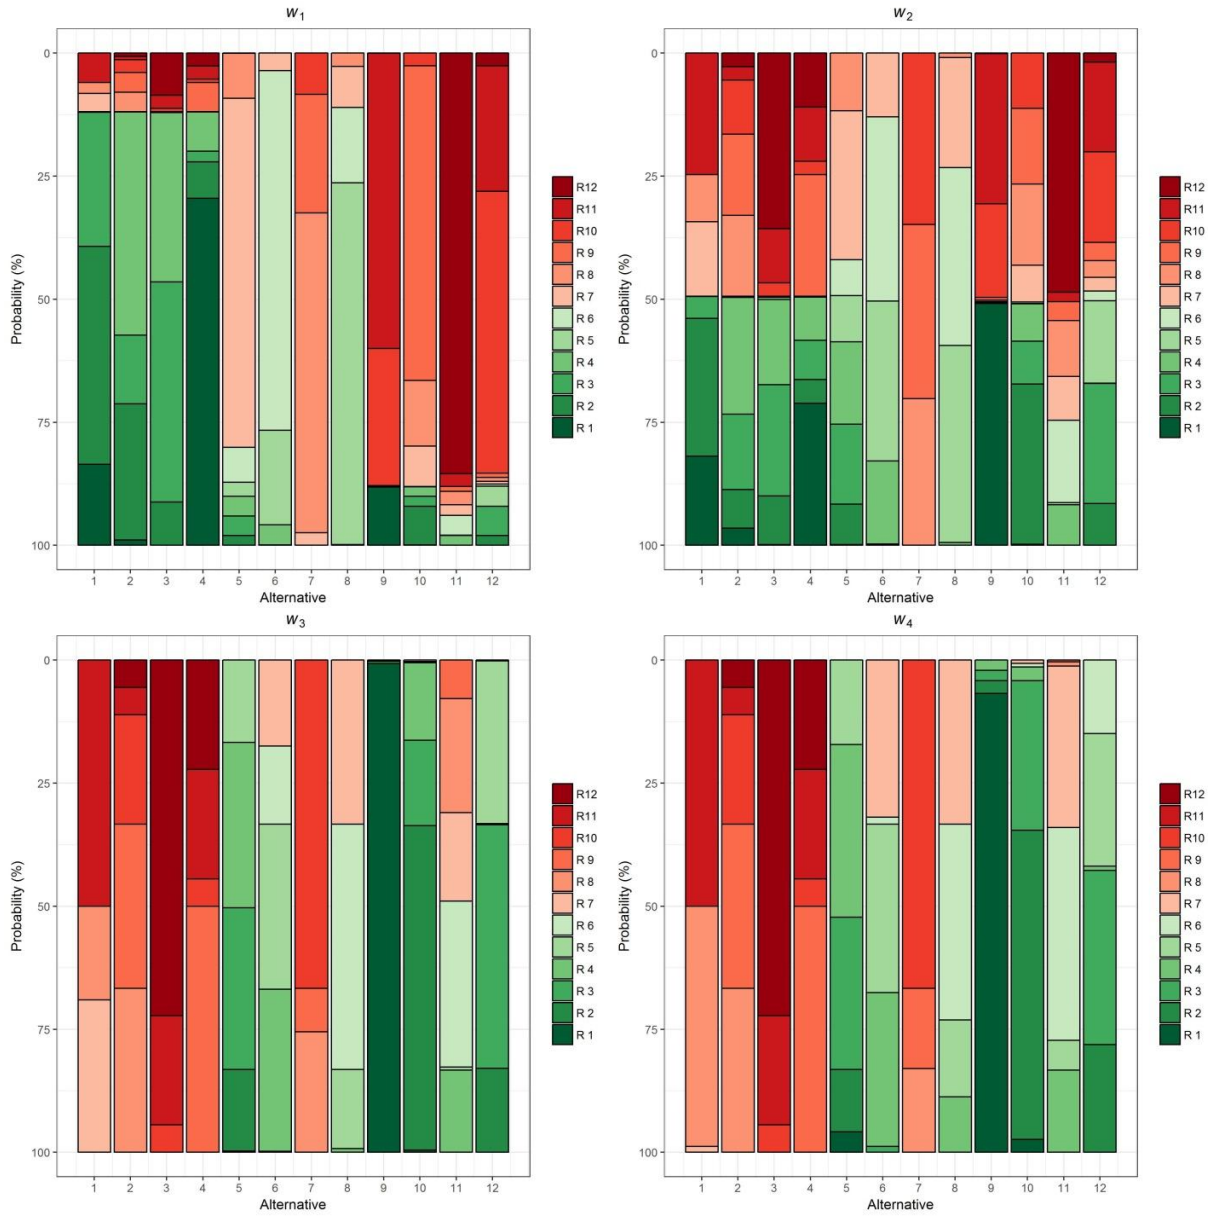 w1
0
25
50
75
100
Probability (%)
1 2 3 4 5 6 7 8 9 10 11 12
Alternative
R12
R11
R10
R 9
R 8
R 7
R 6
R 5
R 4
R 3
R 2
R 1
w2
0
25
50
75
100
Probability (%)
1 2 3 4 5 6 7 8 9 10 11 12
Alternative
R12
R11
R10
R 9
R 8
R 7
R 6
R 5
R 4
R 3
R 2
R 1
w3
0
25
50
75
100
Probability (%)
1 2 3 4 5 6 7 8 9 10 11 12
Alternative
R12
R11
R10
R 9
R 8
R 7
R 6
R 5
R 4
R 3
R 2
R 1
w4
0
25
50
75
100
Probability (%)
1 2 3 4 5 6 7 8 9 10 11 12
Alternative
R12
R11
R10
R 9
R 8
R 7
R 6
R 5
R 4
R 3
R 2
R 1